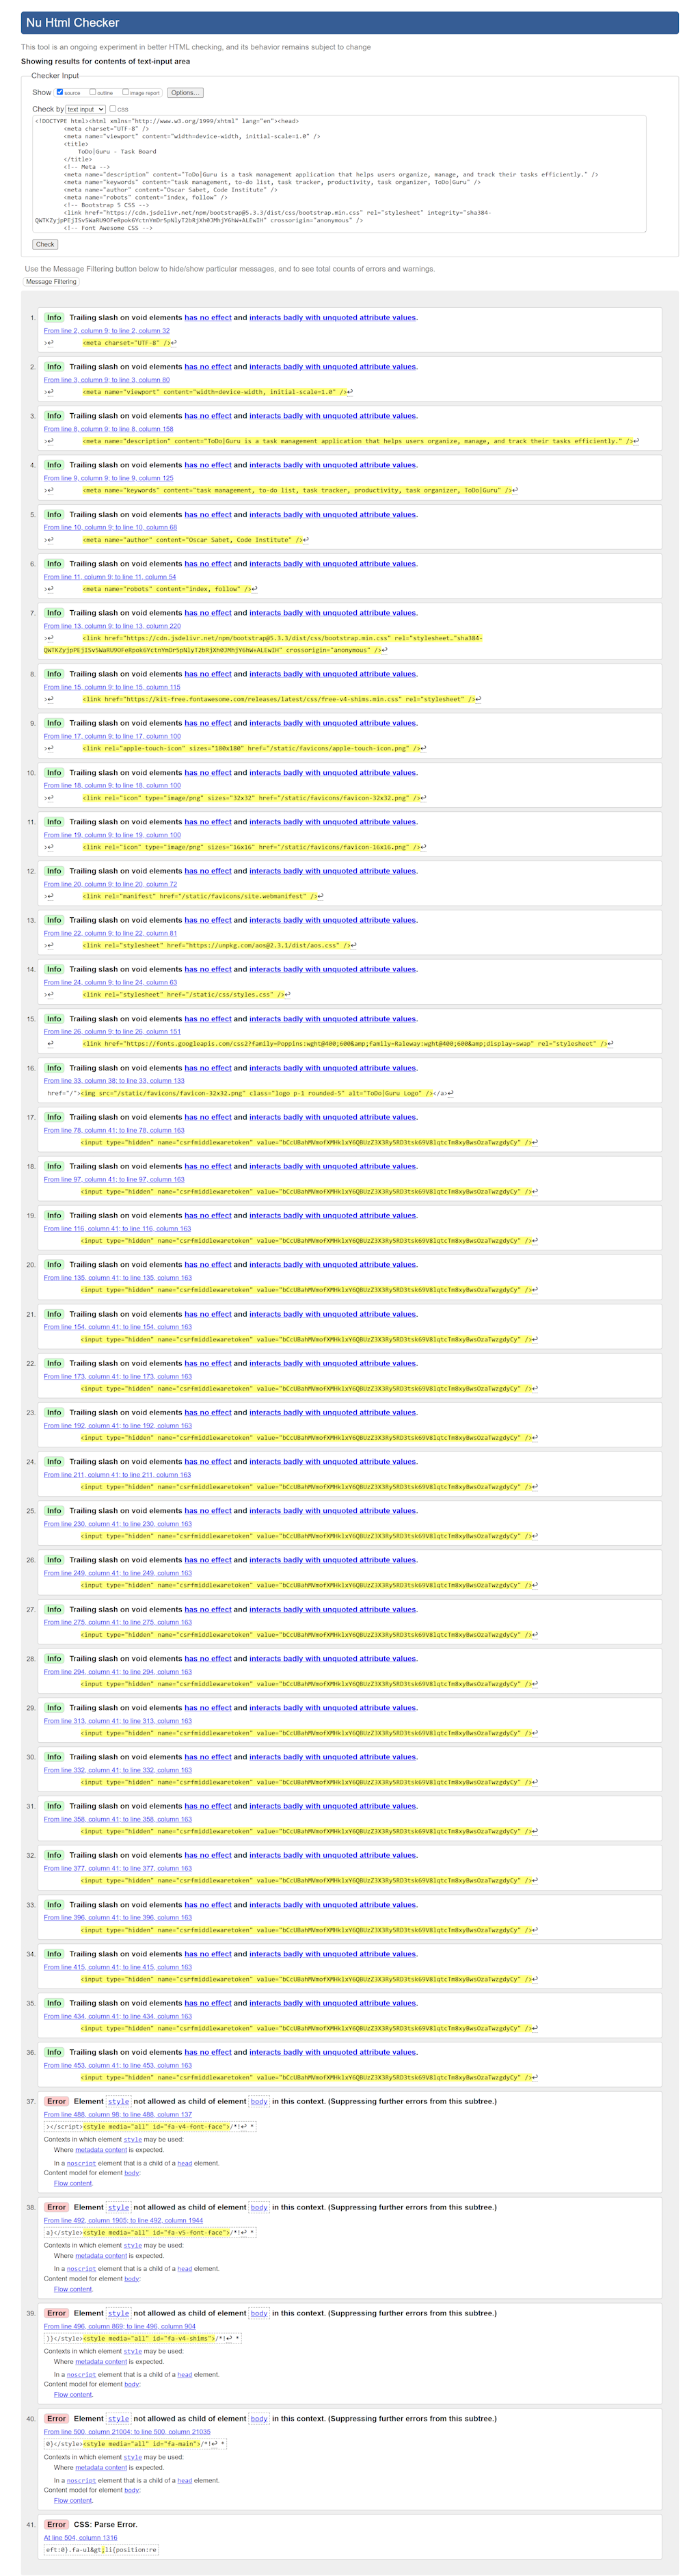 Nu Html Checker
This tool is an ongoing experiment in better HTML checking, and its behavior remains subject to change
Showing results for contents of text-input area
Checker Input
Show source outline image report Options...
Check by text input css
<!DOCTYPE html><html xmlns="http://www.w3.org/1999/xhtml" lang="en"><head>
<meta charset="UTF-8" />
<meta name="viewport" content="width=device-width, initial-scale=1.0" />
<title>
ToDo|Guru - Task Board
</title>
<!-- Meta -->
<meta name="description" content="ToDo|Guru is a task management application that helps users organize, manage, and track their tasks efficiently." />
<meta name="keywords" content="task management, to-do list, task tracker, productivity, task organizer, ToDo|Guru" />
<meta name="author" content="Oscar Sabet, Code Institute" />
<meta name="robots" content="index, follow" />
<!-- Bootstrap 5 CSS -->
<link href="https://cdn.jsdelivr.net/npm/bootstrap@5.3.3/dist/css/bootstrap.min.css" rel="stylesheet" integrity="sha384-
QWTKZyjpPEjISv5WaRU9OFeRpok6YctnYmDr5pNlyT2bRjXh0JMhjY6hW+ALEwIH" crossorigin="anonymous" />
<!-- Font Awesome CSS -->
Check
Use the Message Filtering button below to hide/show particular messages, and to see total counts of errors and warnings.
Message Filtering
1. Info Trailing slash on void elements has no effect and interacts badly with unquoted attribute values.
From line 2, column 9; to line 2, column 32
>↩ <meta charset="UTF-8" />↩
2. Info Trailing slash on void elements has no effect and interacts badly with unquoted attribute values.
From line 3, column 9; to line 3, column 80
>↩ <meta name="viewport" content="width=device-width, initial-scale=1.0" />↩
3. Info Trailing slash on void elements has no effect and interacts badly with unquoted attribute values.
From line 8, column 9; to line 8, column 158
>↩ <meta name="description" content="ToDo|Guru is a task management application that helps users organize, manage, and track their tasks efficiently." />↩
4. Info Trailing slash on void elements has no effect and interacts badly with unquoted attribute values.
From line 9, column 9; to line 9, column 125
>↩ <meta name="keywords" content="task management, to-do list, task tracker, productivity, task organizer, ToDo|Guru" />↩
5. Info Trailing slash on void elements has no effect and interacts badly with unquoted attribute values.
From line 10, column 9; to line 10, column 68
>↩ <meta name="author" content="Oscar Sabet, Code Institute" />↩
6. Info Trailing slash on void elements has no effect and interacts badly with unquoted attribute values.
From line 11, column 9; to line 11, column 54
>↩ <meta name="robots" content="index, follow" />↩
7. Info Trailing slash on void elements has no effect and interacts badly with unquoted attribute values.
From line 13, column 9; to line 13, column 220
>↩ <link href="https://cdn.jsdelivr.net/npm/bootstrap@5.3.3/dist/css/bootstrap.min.css" rel="stylesheet…"sha384-
QWTKZyjpPEjISv5WaRU9OFeRpok6YctnYmDr5pNlyT2bRjXh0JMhjY6hW+ALEwIH" crossorigin="anonymous" />↩
8. Info Trailing slash on void elements has no effect and interacts badly with unquoted attribute values.
From line 15, column 9; to line 15, column 115
>↩ <link href="https://kit-free.fontawesome.com/releases/latest/css/free-v4-shims.min.css" rel="stylesheet" />↩
9. Info Trailing slash on void elements has no effect and interacts badly with unquoted attribute values.
From line 17, column 9; to line 17, column 100
>↩ <link rel="apple-touch-icon" sizes="180x180" href="/static/favicons/apple-touch-icon.png" />↩
10. Info Trailing slash on void elements has no effect and interacts badly with unquoted attribute values.
From line 18, column 9; to line 18, column 100
>↩ <link rel="icon" type="image/png" sizes="32x32" href="/static/favicons/favicon-32x32.png" />↩
11. Info Trailing slash on void elements has no effect and interacts badly with unquoted attribute values.
From line 19, column 9; to line 19, column 100
>↩ <link rel="icon" type="image/png" sizes="16x16" href="/static/favicons/favicon-16x16.png" />↩
12. Info Trailing slash on void elements has no effect and interacts badly with unquoted attribute values.
From line 20, column 9; to line 20, column 72
>↩ <link rel="manifest" href="/static/favicons/site.webmanifest" />↩
13. Info Trailing slash on void elements has no effect and interacts badly with unquoted attribute values.
From line 22, column 9; to line 22, column 81
>↩ <link rel="stylesheet" href="https://unpkg.com/aos@2.3.1/dist/aos.css" />↩
14. Info Trailing slash on void elements has no effect and interacts badly with unquoted attribute values.
From line 24, column 9; to line 24, column 63
>↩ <link rel="stylesheet" href="/static/css/styles.css" />↩
15. Info Trailing slash on void elements has no effect and interacts badly with unquoted attribute values.
From line 26, column 9; to line 26, column 151
↩ <link href="https://fonts.googleapis.com/css2?family=Poppins:wght@400;600&amp;family=Raleway:wght@400;600&amp;display=swap" rel="stylesheet" />↩
16. Info Trailing slash on void elements has no effect and interacts badly with unquoted attribute values.
From line 33, column 38; to line 33, column 133
href="/"><img src="/static/favicons/favicon-32x32.png" class="logo p-1 rounded-5" alt="ToDo|Guru Logo" /></a>↩
17. Info Trailing slash on void elements has no effect and interacts badly with unquoted attribute values.
From line 78, column 41; to line 78, column 163
<input type="hidden" name="csrfmiddlewaretoken" value="bCcUBahMVmofXMHklxY6QBUzZ3X3Ry5RD3tsk69V8lqtcTm8xy8wsOzaTwzgdyCy" />↩
18. Info Trailing slash on void elements has no effect and interacts badly with unquoted attribute values.
From line 97, column 41; to line 97, column 163
<input type="hidden" name="csrfmiddlewaretoken" value="bCcUBahMVmofXMHklxY6QBUzZ3X3Ry5RD3tsk69V8lqtcTm8xy8wsOzaTwzgdyCy" />↩
19. Info Trailing slash on void elements has no effect and interacts badly with unquoted attribute values.
From line 116, column 41; to line 116, column 163
<input type="hidden" name="csrfmiddlewaretoken" value="bCcUBahMVmofXMHklxY6QBUzZ3X3Ry5RD3tsk69V8lqtcTm8xy8wsOzaTwzgdyCy" />↩
20. Info Trailing slash on void elements has no effect and interacts badly with unquoted attribute values.
From line 135, column 41; to line 135, column 163
<input type="hidden" name="csrfmiddlewaretoken" value="bCcUBahMVmofXMHklxY6QBUzZ3X3Ry5RD3tsk69V8lqtcTm8xy8wsOzaTwzgdyCy" />↩
21. Info Trailing slash on void elements has no effect and interacts badly with unquoted attribute values.
From line 154, column 41; to line 154, column 163
<input type="hidden" name="csrfmiddlewaretoken" value="bCcUBahMVmofXMHklxY6QBUzZ3X3Ry5RD3tsk69V8lqtcTm8xy8wsOzaTwzgdyCy" />↩
22. Info Trailing slash on void elements has no effect and interacts badly with unquoted attribute values.
From line 173, column 41; to line 173, column 163
<input type="hidden" name="csrfmiddlewaretoken" value="bCcUBahMVmofXMHklxY6QBUzZ3X3Ry5RD3tsk69V8lqtcTm8xy8wsOzaTwzgdyCy" />↩
23. Info Trailing slash on void elements has no effect and interacts badly with unquoted attribute values.
From line 192, column 41; to line 192, column 163
<input type="hidden" name="csrfmiddlewaretoken" value="bCcUBahMVmofXMHklxY6QBUzZ3X3Ry5RD3tsk69V8lqtcTm8xy8wsOzaTwzgdyCy" />↩
24. Info Trailing slash on void elements has no effect and interacts badly with unquoted attribute values.
From line 211, column 41; to line 211, column 163
<input type="hidden" name="csrfmiddlewaretoken" value="bCcUBahMVmofXMHklxY6QBUzZ3X3Ry5RD3tsk69V8lqtcTm8xy8wsOzaTwzgdyCy" />↩
25. Info Trailing slash on void elements has no effect and interacts badly with unquoted attribute values.
From line 230, column 41; to line 230, column 163
<input type="hidden" name="csrfmiddlewaretoken" value="bCcUBahMVmofXMHklxY6QBUzZ3X3Ry5RD3tsk69V8lqtcTm8xy8wsOzaTwzgdyCy" />↩
26. Info Trailing slash on void elements has no effect and interacts badly with unquoted attribute values.
From line 249, column 41; to line 249, column 163
<input type="hidden" name="csrfmiddlewaretoken" value="bCcUBahMVmofXMHklxY6QBUzZ3X3Ry5RD3tsk69V8lqtcTm8xy8wsOzaTwzgdyCy" />↩
27. Info Trailing slash on void elements has no effect and interacts badly with unquoted attribute values.
From line 275, column 41; to line 275, column 163
<input type="hidden" name="csrfmiddlewaretoken" value="bCcUBahMVmofXMHklxY6QBUzZ3X3Ry5RD3tsk69V8lqtcTm8xy8wsOzaTwzgdyCy" />↩
28. Info Trailing slash on void elements has no effect and interacts badly with unquoted attribute values.
From line 294, column 41; to line 294, column 163
<input type="hidden" name="csrfmiddlewaretoken" value="bCcUBahMVmofXMHklxY6QBUzZ3X3Ry5RD3tsk69V8lqtcTm8xy8wsOzaTwzgdyCy" />↩
29. Info Trailing slash on void elements has no effect and interacts badly with unquoted attribute values.
From line 313, column 41; to line 313, column 163
<input type="hidden" name="csrfmiddlewaretoken" value="bCcUBahMVmofXMHklxY6QBUzZ3X3Ry5RD3tsk69V8lqtcTm8xy8wsOzaTwzgdyCy" />↩
30. Info Trailing slash on void elements has no effect and interacts badly with unquoted attribute values.
From line 332, column 41; to line 332, column 163
<input type="hidden" name="csrfmiddlewaretoken" value="bCcUBahMVmofXMHklxY6QBUzZ3X3Ry5RD3tsk69V8lqtcTm8xy8wsOzaTwzgdyCy" />↩
31. Info Trailing slash on void elements has no effect and interacts badly with unquoted attribute values.
From line 358, column 41; to line 358, column 163
<input type="hidden" name="csrfmiddlewaretoken" value="bCcUBahMVmofXMHklxY6QBUzZ3X3Ry5RD3tsk69V8lqtcTm8xy8wsOzaTwzgdyCy" />↩
32. Info Trailing slash on void elements has no effect and interacts badly with unquoted attribute values.
From line 377, column 41; to line 377, column 163
<input type="hidden" name="csrfmiddlewaretoken" value="bCcUBahMVmofXMHklxY6QBUzZ3X3Ry5RD3tsk69V8lqtcTm8xy8wsOzaTwzgdyCy" />↩
33. Info Trailing slash on void elements has no effect and interacts badly with unquoted attribute values.
From line 396, column 41; to line 396, column 163
<input type="hidden" name="csrfmiddlewaretoken" value="bCcUBahMVmofXMHklxY6QBUzZ3X3Ry5RD3tsk69V8lqtcTm8xy8wsOzaTwzgdyCy" />↩
34. Info Trailing slash on void elements has no effect and interacts badly with unquoted attribute values.
From line 415, column 41; to line 415, column 163
<input type="hidden" name="csrfmiddlewaretoken" value="bCcUBahMVmofXMHklxY6QBUzZ3X3Ry5RD3tsk69V8lqtcTm8xy8wsOzaTwzgdyCy" />↩
35. Info Trailing slash on void elements has no effect and interacts badly with unquoted attribute values.
From line 434, column 41; to line 434, column 163
<input type="hidden" name="csrfmiddlewaretoken" value="bCcUBahMVmofXMHklxY6QBUzZ3X3Ry5RD3tsk69V8lqtcTm8xy8wsOzaTwzgdyCy" />↩
36. Info Trailing slash on void elements has no effect and interacts badly with unquoted attribute values.
From line 453, column 41; to line 453, column 163
<input type="hidden" name="csrfmiddlewaretoken" value="bCcUBahMVmofXMHklxY6QBUzZ3X3Ry5RD3tsk69V8lqtcTm8xy8wsOzaTwzgdyCy" />↩
37. Error Element style not allowed as child of element body in this context. (Suppressing further errors from this subtree.)
From line 488, column 98; to line 488, column 137
></script><style media="all" id="fa-v4-font-face">/*!↩ *
Contexts in which element style may be used:
Where metadata content is expected.
In a noscript element that is a child of a head element.
Content model for element body:
Flow content.
38. Error Element style not allowed as child of element body in this context. (Suppressing further errors from this subtree.)
From line 492, column 1905; to line 492, column 1944
a}</style><style media="all" id="fa-v5-font-face">/*!↩ *
Contexts in which element style may be used:
Where metadata content is expected.
In a noscript element that is a child of a head element.
Content model for element body:
Flow content.
39. Error Element style not allowed as child of element body in this context. (Suppressing further errors from this subtree.)
From line 496, column 869; to line 496, column 904
)}</style><style media="all" id="fa-v4-shims">/*!↩ *
Contexts in which element style may be used:
Where metadata content is expected.
In a noscript element that is a child of a head element.
Content model for element body:
Flow content.
40. Error Element style not allowed as child of element body in this context. (Suppressing further errors from this subtree.)
From line 500, column 21004; to line 500, column 21035
0}</style><style media="all" id="fa-main">/*!↩ *
Contexts in which element style may be used:
Where metadata content is expected.
In a noscript element that is a child of a head element.
Content model for element body:
Flow content.
41. Error CSS: Parse Error.
At line 504, column 1316
eft:0}.fa-ul&gt;li{position:re